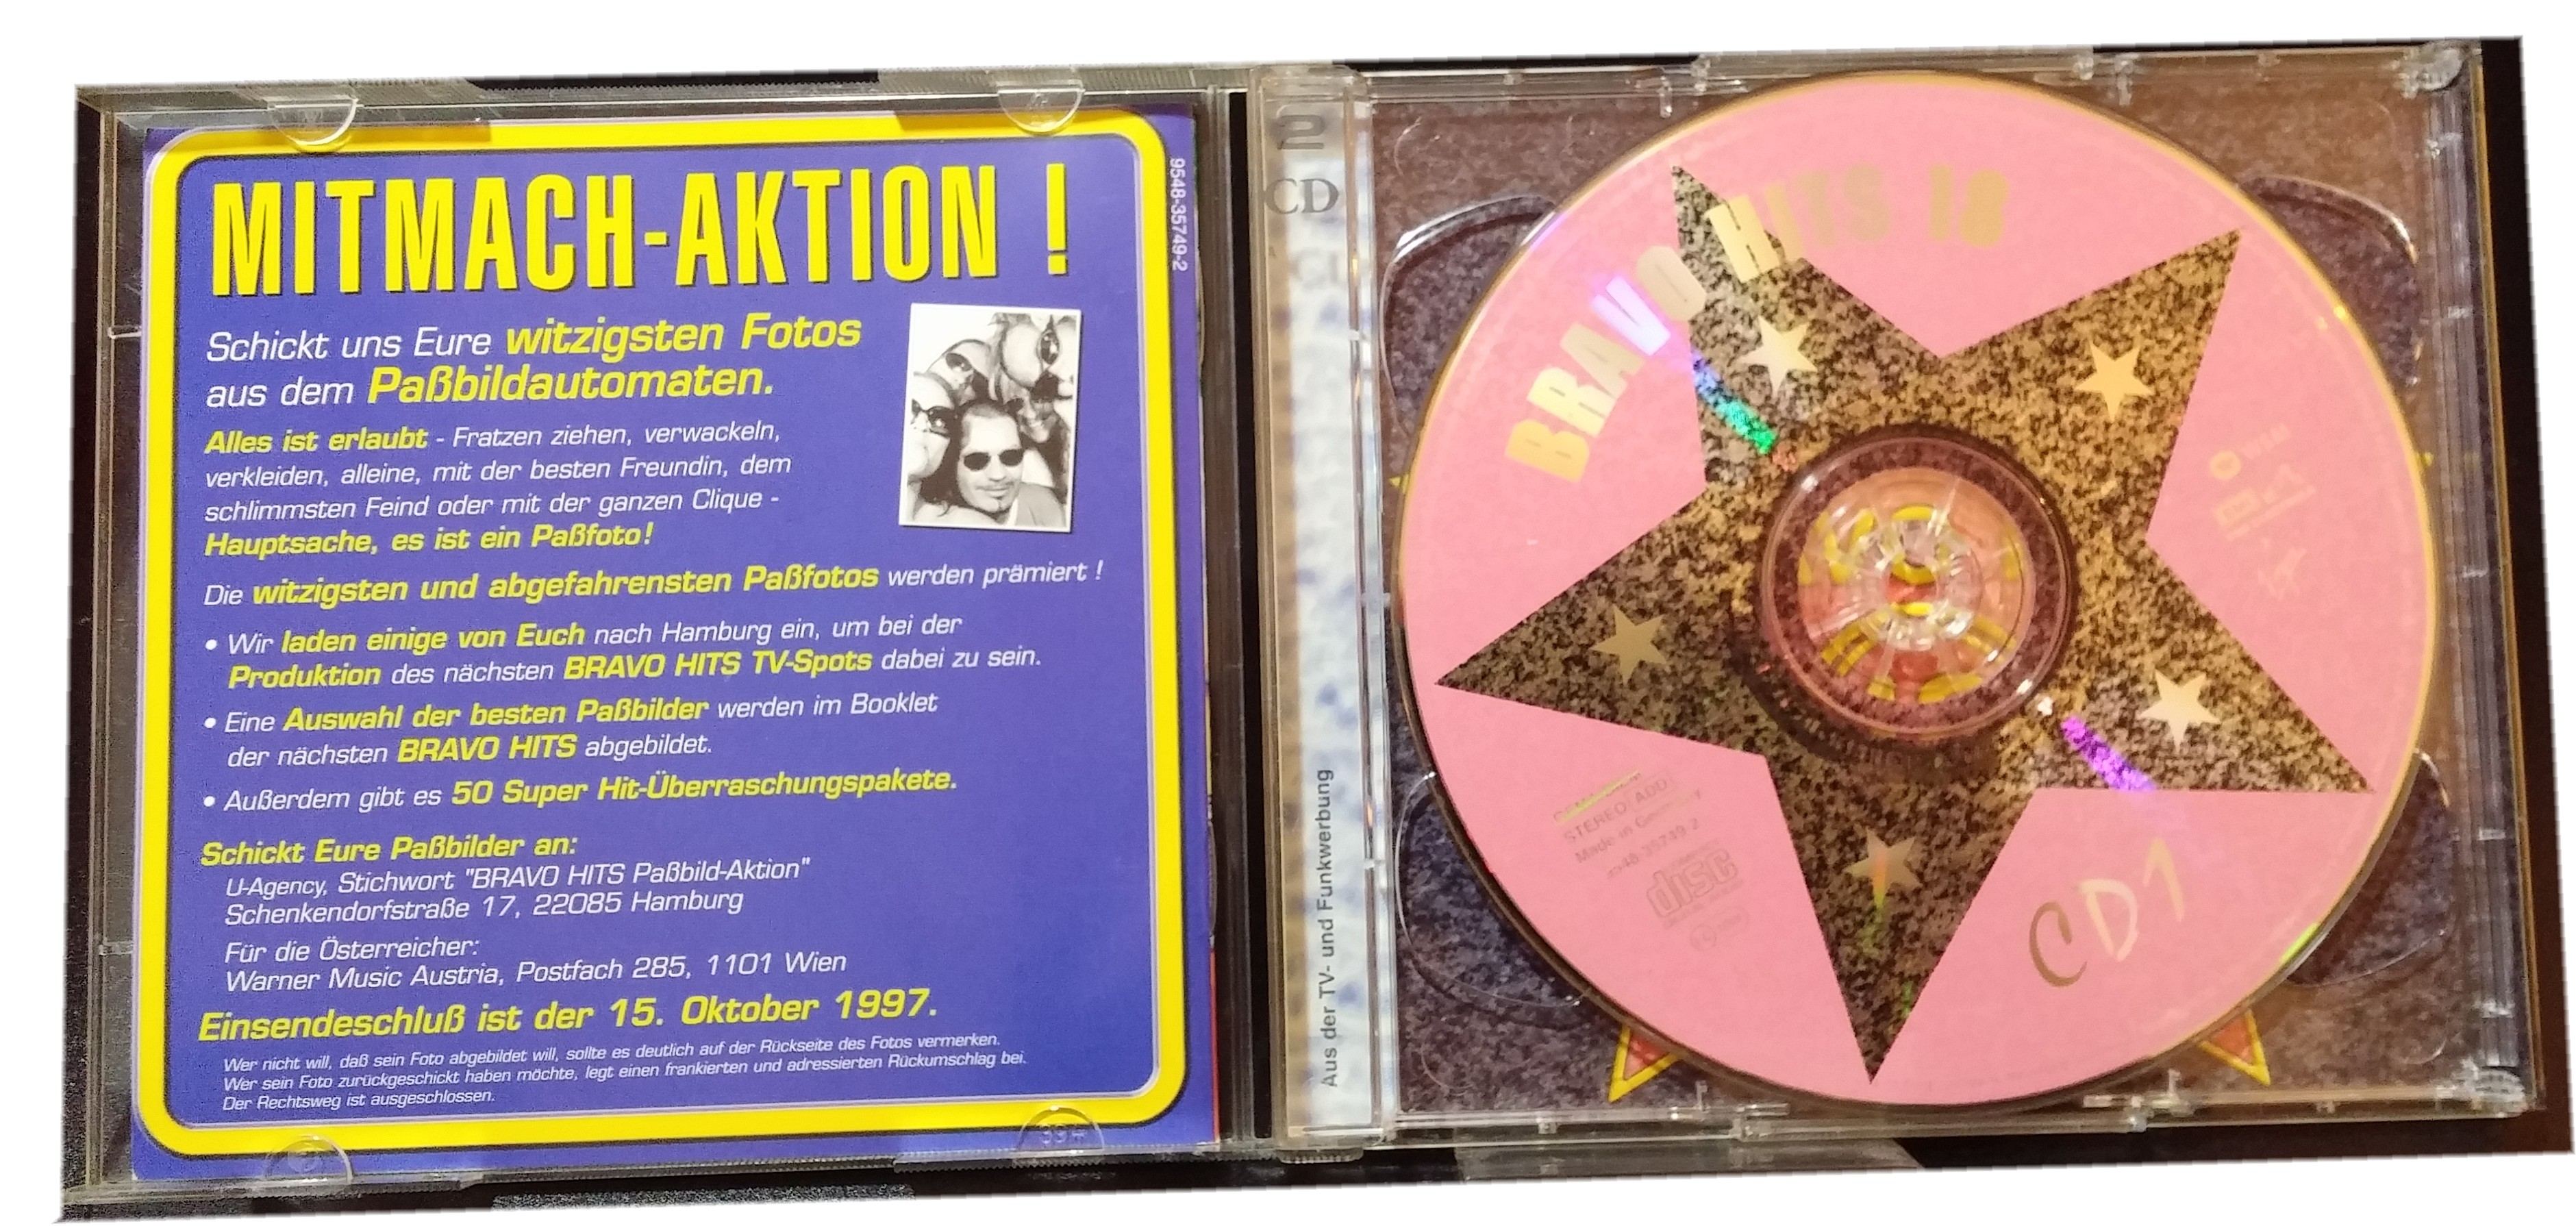 MITMACH-AKTION !
Schickt uns Eure witzigsten Fotos
aus dem Paßbildautomaten.
Alles ist erlaubt - Fratzen ziehen, verwackeln,
verkleiden, alleine, mit der besten Freundin, dem
schlimmsten Feind oder mit der ganzen Clique -
Hauptsache, es ist ein Paßfoto!
Die witzigsten und abgefahrensten Paßfotos werden prämiert !
• Wir laden einige von Euch nach Hamburg ein, um bei der
Produktion des nächsten BRAVO HITS TV-Spots dabei zu sein.
• Eine Auswahl der besten Paßbilder werden im Booklet
der nächsten BRAVO HITS abgebildet.
• Außerdem gibt es 50 Super Hit-Überraschungspakete.
Schickt Eure Paßbilder an:
U-Agency, Stichwort "BRAVO HITS Paßbild-Aktion"
Schenkendorfstraße 17, 22085 Hamburg
Für die Österreicher:
Warner Music Austria, Postfach 285, 1101 Wien
Einsendeschluß ist der 15. Oktober 1997.
Wer nicht will, daß sein Foto abgebildet will, sollte es deutlich auf der Rückseite des Fotos vermerken.
Wer sein Foto zurückgeschickt haben möchte, legt einen frankierten und adressierten Rückumschlag bei.
Der Rechtsweg ist ausgeschlossen.
9548-35749-2
2
CD
Aus der TV- und Funkwerbung
BRAVO HITS 18
STEREO ADD
Made in Germany
disc
CD1